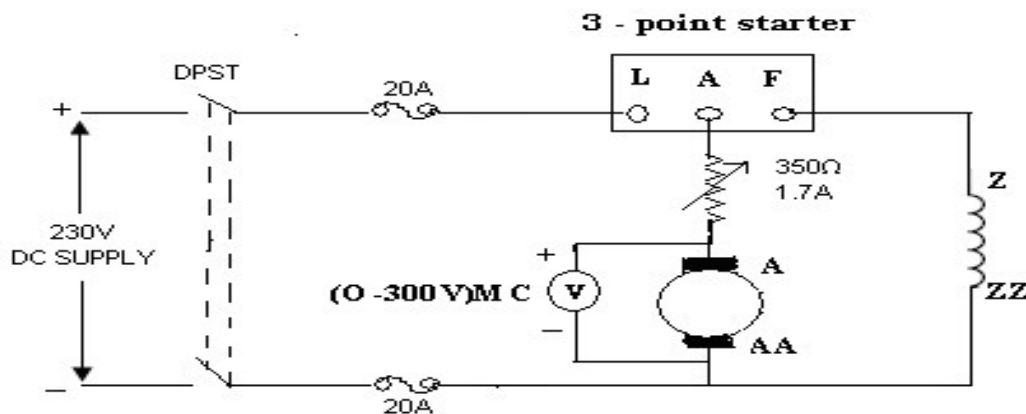 3 - point starter
DPST
20A
L A F
+
350Ω
1.7A
Z
230V
DC SUPPLY
+
(O -300 V)M C
V
A
ZZ
–
AA
–
20A